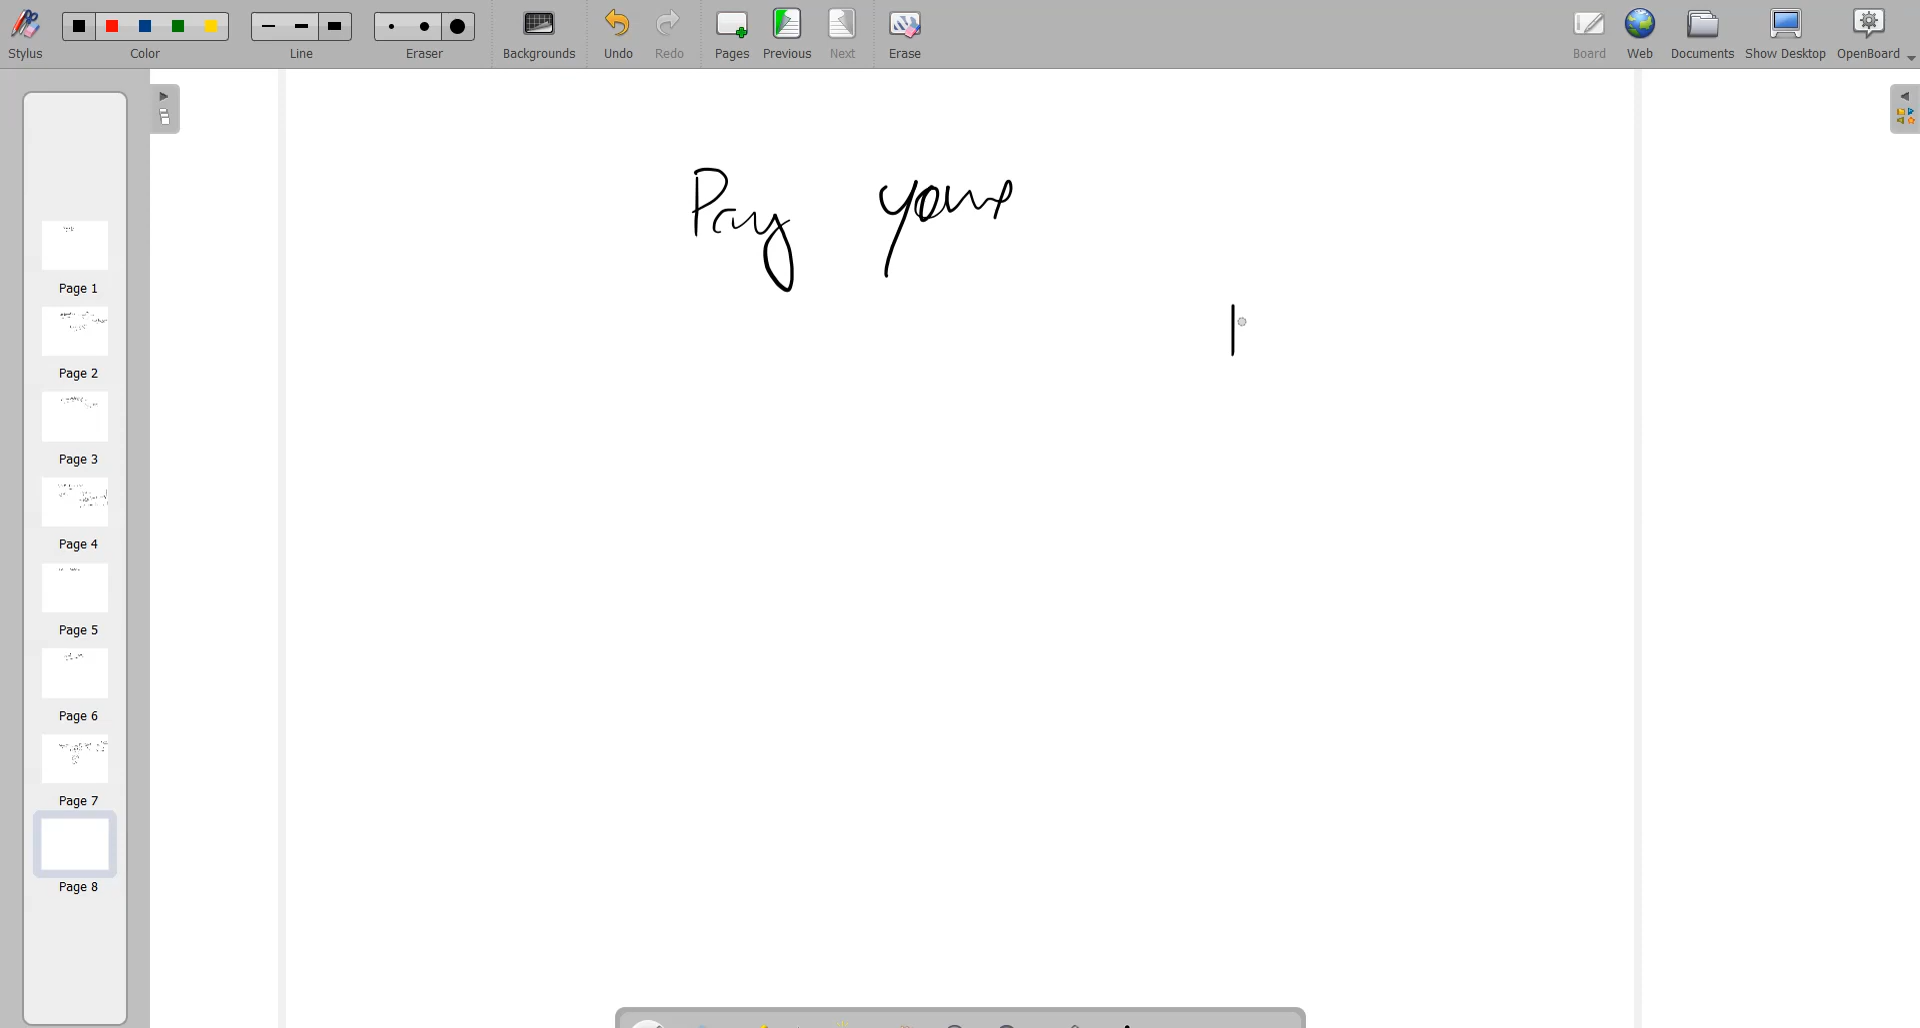 Stylus
Color
Line
Eraser
Backgrounds
Undo
Redo
Pages
Previous
Next
Erase
Board
Web
Documents
Show Desktop
OpenBoard
Page 1
Page 2
Page 3
Page 4
Page 5
Page 6
Page 7
Page 8
Pay your